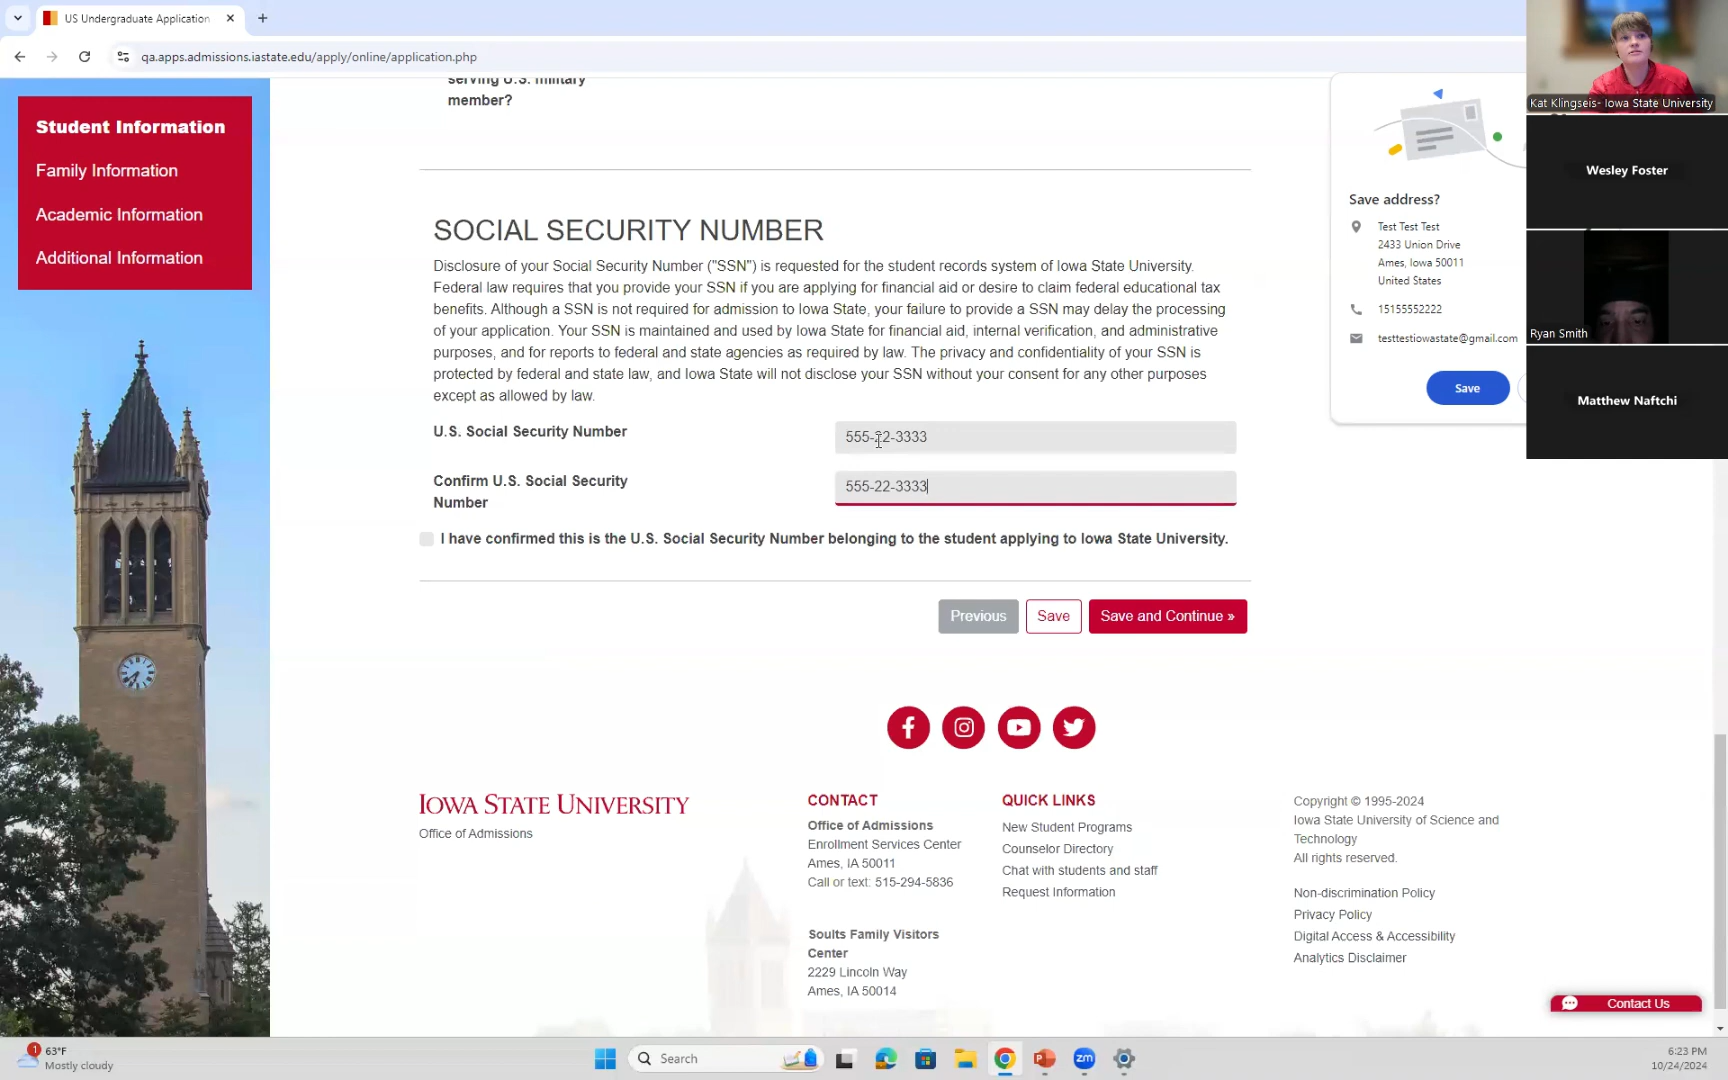 US Undergraduate Application
qa.apps.admissions.iastate.edu/apply/online/application.php
Student Information
Family Information
Academic Information
Additional Information
serving U.S. military
member?
SOCIAL SECURITY NUMBER
Disclosure of your Social Security Number ("SSN") is requested for the student records system of Iowa State University.
Federal law requires that you provide your SSN if you are applying for financial aid or desire to claim federal educational tax
benefits. Although a SSN is not required for admission to Iowa State, your failure to provide a SSN may delay the processing
of your application. Your SSN is maintained and used by Iowa State for financial aid, internal verification, and administrative
purposes, and for reports to federal and state agencies as required by law. The privacy and confidentiality of your SSN is
protected by federal and state law, and Iowa State will not disclose your SSN without your consent for any other purposes
except as allowed by law.
U.S. Social Security Number
555-22-3333
Confirm U.S. Social Security
Number
555-22-3333
I have confirmed this is the U.S. Social Security Number belonging to the student applying to Iowa State University.
Previous
Save
Save and Continue »
Save address?
Test Test Test
2433 Union Drive
Ames, Iowa 50011
United States
15155552222
testtestiowastate@gmail.com
Save
Kat Klingseis- Iowa State University
Wesley Foster
Ryan Smith
Matthew Naftchi
IOWA STATE UNIVERSITY
Office of Admissions
CONTACT
Office of Admissions
Enrollment Services Center
Ames, IA 50011
Call or text: 515-294-5836
Soults Family Visitors
Center
2229 Lincoln Way
Ames, IA 50014
QUICK LINKS
New Student Programs
Counselor Directory
Chat with students and staff
Request Information
Copyright © 1995-2024
Iowa State University of Science and
Technology
All rights reserved.
Non-discrimination Policy
Privacy Policy
Digital Access & Accessibility
Analytics Disclaimer
Contact Us
1
63°F
Mostly cloudy
Search
zm
6:23 PM
10/24/2024